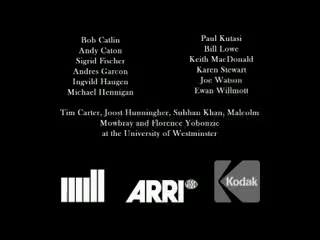 Bob Catlin
Andy Caton
Sigrid Fischer
Andres Garcon
Ingvild Haugen
Michael Hennigan
Paul Kutasi
Bill Lowe
Keith MacDonald
Karen Stewart
Joe Watson
Ewan Willmott
Tim Carter, Joost Hunningher, Subhan Khan, Malcolm
Mowbray and Florence Yobonzie
at the University of Westminster
mill
ARRI
Kodak